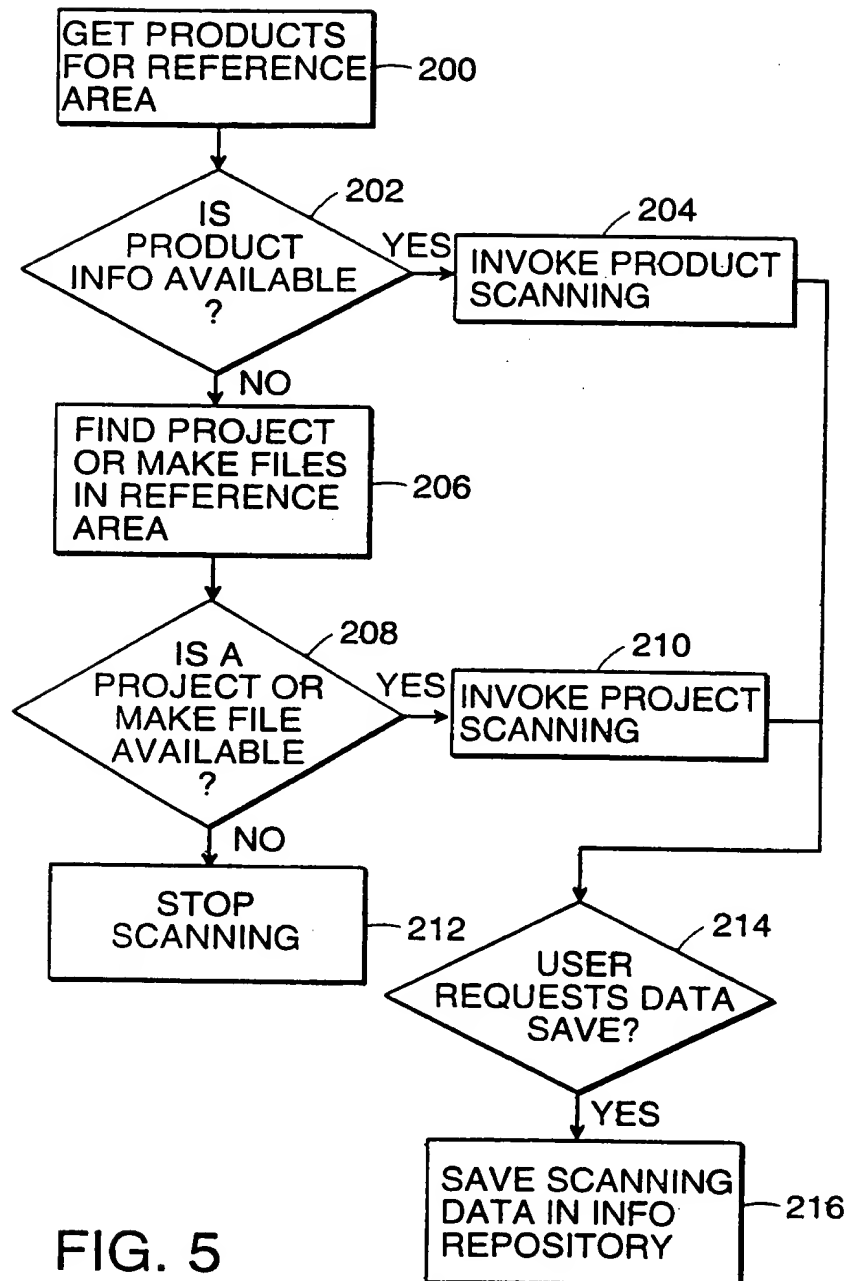 GET PRODUCTS
FOR REFERENCE
AREA
200
202
IS
PRODUCT
INFO AVAILABLE
?
YES
204
INVOKE PRODUCT
SCANNING
NO
FIND PROJECT
OR MAKE FILES
IN REFERENCE
AREA
206
208
IS A
PROJECT OR
MAKE FILE
AVAILABLE
?
YES
210
INVOKE PROJECT
SCANNING
NO
STOP
SCANNING
212
214
USER
REQUESTS DATA
SAVE?
YES
SAVE SCANNING
DATA IN INFO
REPOSITORY
216
FIG. 5